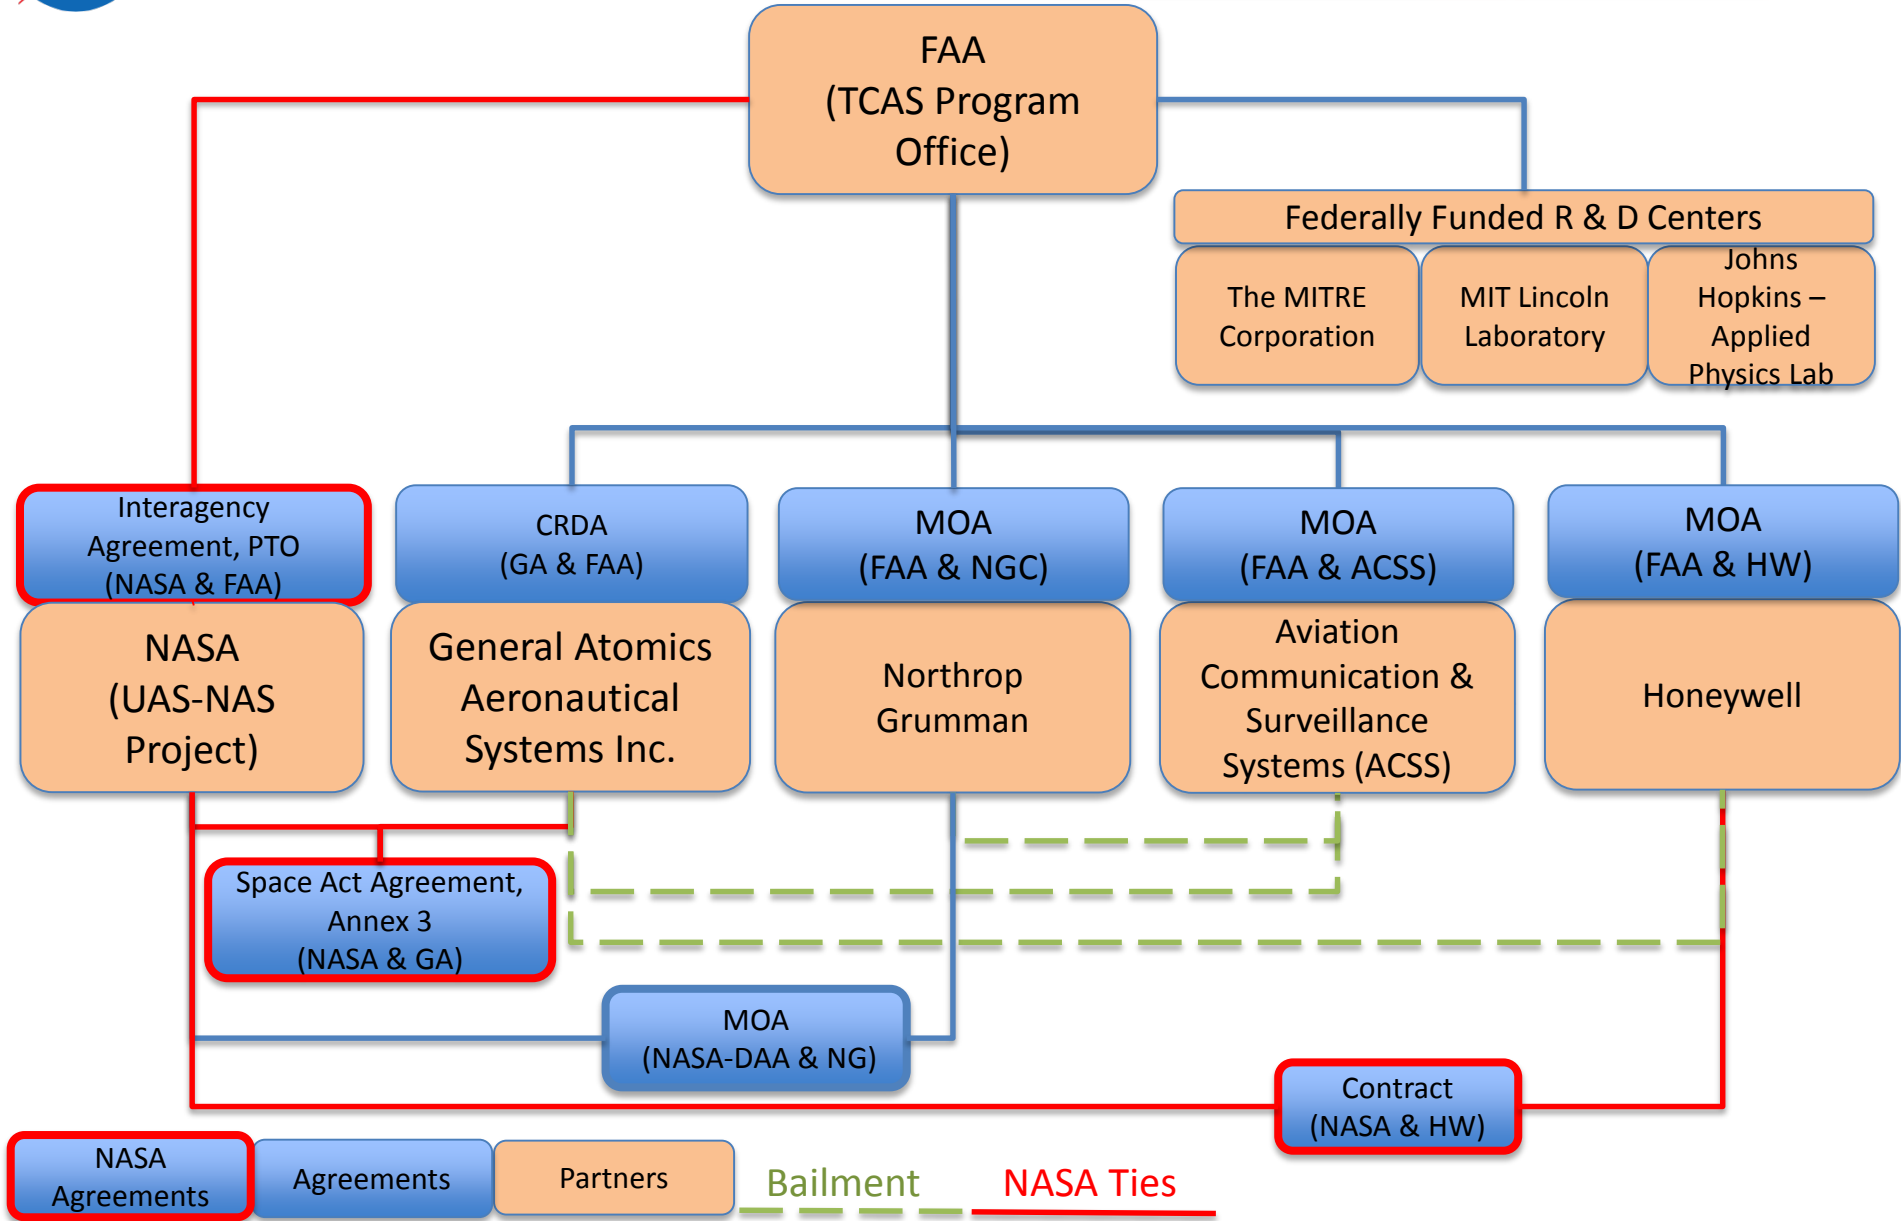 FAA
(TCAS Program
Office)
Federally Funded R & D Centers
The MITRE
Corporation
MIT Lincoln
Laboratory
Johns
Hopkins –
Applied
Physics Lab
Interagency
Agreement, PTO
(NASA & FAA)
CRDA
(GA & FAA)
MOA
(FAA & NGC)
MOA
(FAA & ACSS)
MOA
(FAA & HW)
NASA
(UAS-NAS
Project)
General Atomics
Aeronautical
Systems Inc.
Northrop
Grumman
Aviation
Communication &
Surveillance
Systems (ACSS)
Honeywell
Space Act Agreement,
Annex 3
(NASA & GA)
MOA
(NASA-DAA & NG)
Contract
(NASA & HW)
NASA
Agreements
Agreements
Partners
Bailment
NASA Ties